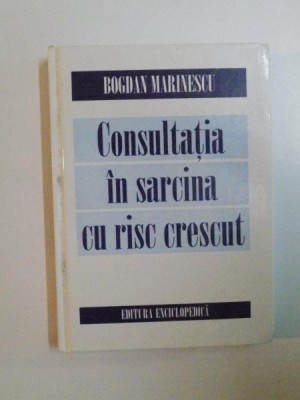 BOGDAN MARINESCU
Consultația
în sarcina
cu risc crescut
EDITURA ENCICLOPEDICĂ